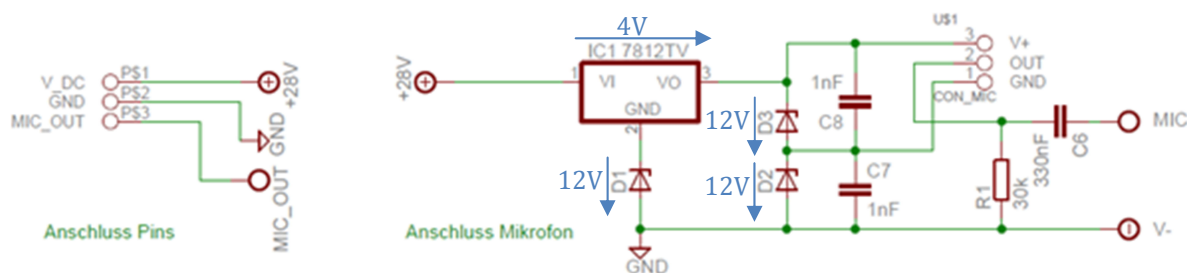 V_DC
P$1
GND
P$2
MIC_OUT
P$3
+28V
GND
MIC_OUT
Anschluss Pins
4V
IC1 7812TV
+28V
1
VI
VO
3
GND
2
12V
D1
12V
D3
12V
D2
1nF
C8
C7
1nF
U$1
3
V+
2
OUT
1
GND
CON_MIC
R1
30k
330nF
C6
MIC
V-
GND
Anschluss Mikrofon